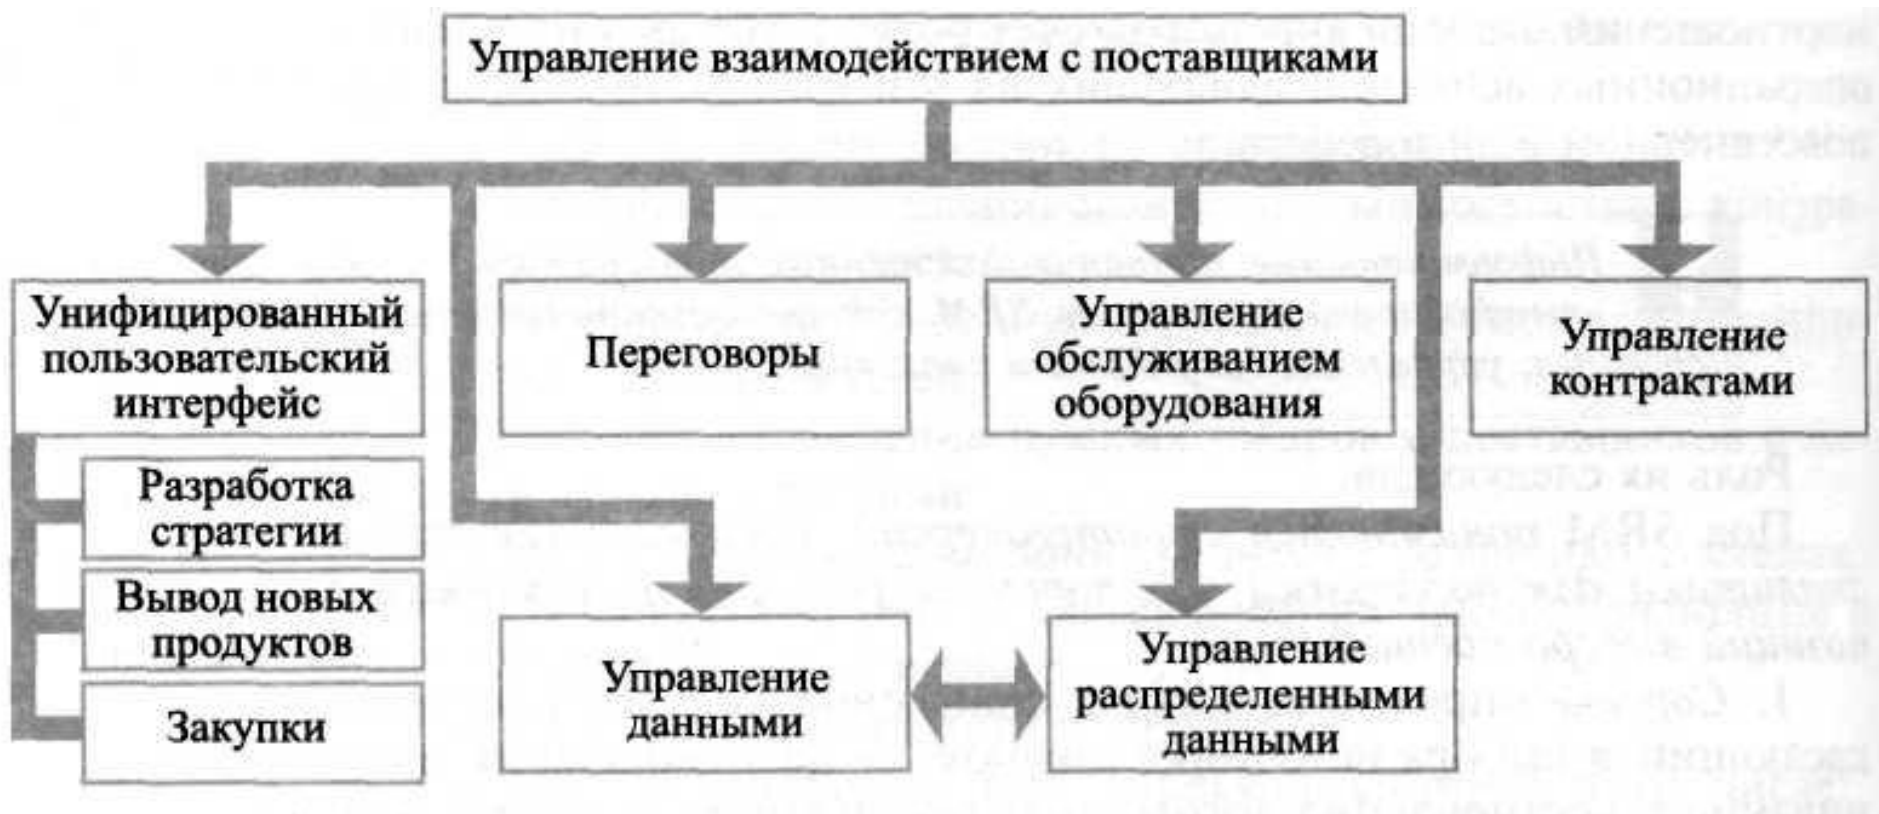 Управление взаимодействием с поставщиками
Унифицированный
пользовательский
интерфейс
Переговоры
Управление
обслуживанием
оборудования
Управление
контрактами
Разработка
стратегии
Вывод новых
продуктов
Закупки
Управление
данными
Управление
распределенными
данными